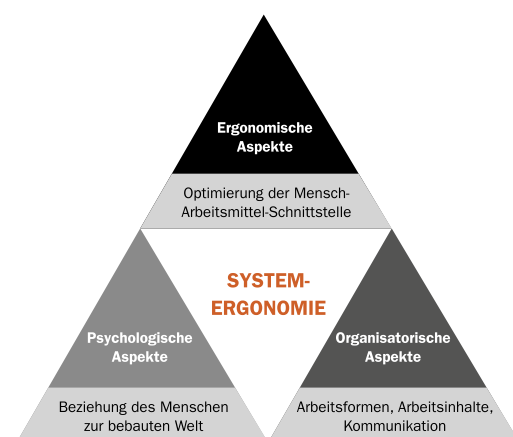 Ergonomische
Aspekte
Optimierung der Mensch-
Arbeitsmittel-Schnittstelle
SYSTEM-
ERGONOMIE
Psychologische
Aspekte
Organisatorische
Aspekte
Beziehung des Menschen
zur bebauten Welt
Arbeitsformen, Arbeitsinhalte,
Kommunikation